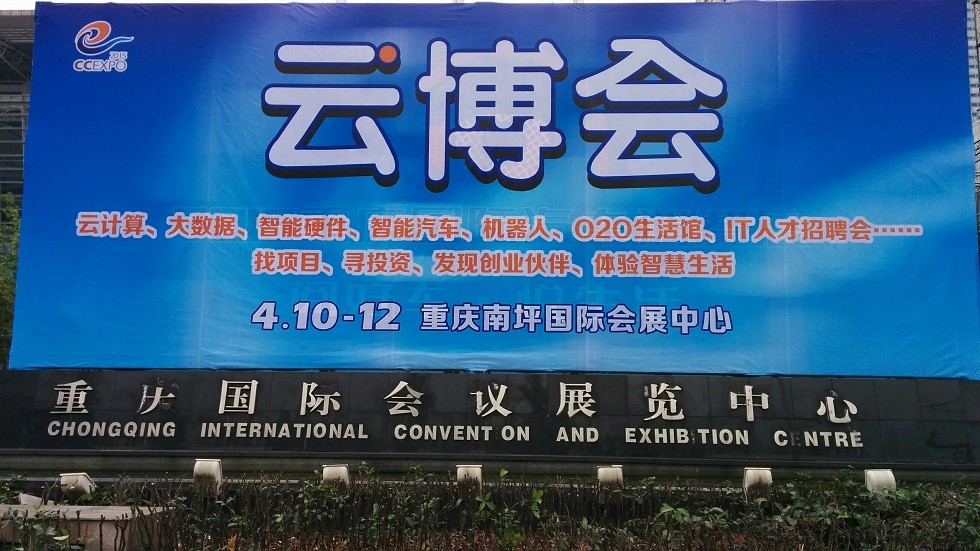 2015
CCEXPO
云博会
云计算、大数据、智能硬件、智能汽车、机器人、O2O生活馆、IT人才招聘会……
找项目、寻投资、发现创业伙伴、体验智慧生活
4.10-12 重庆南坪国际会展中心
重庆国际会议展览中心
CHONGQING INTERNATIONAL CONVENT ON AND EXHIBITION CENTRE